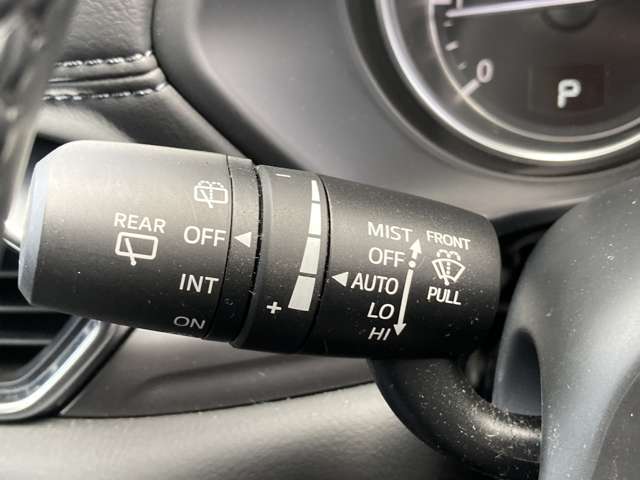 REAR
OFF
INT
ON
−
+
MIST
OFF
AUTO
LO
HI
FRONT
PULL
0
P